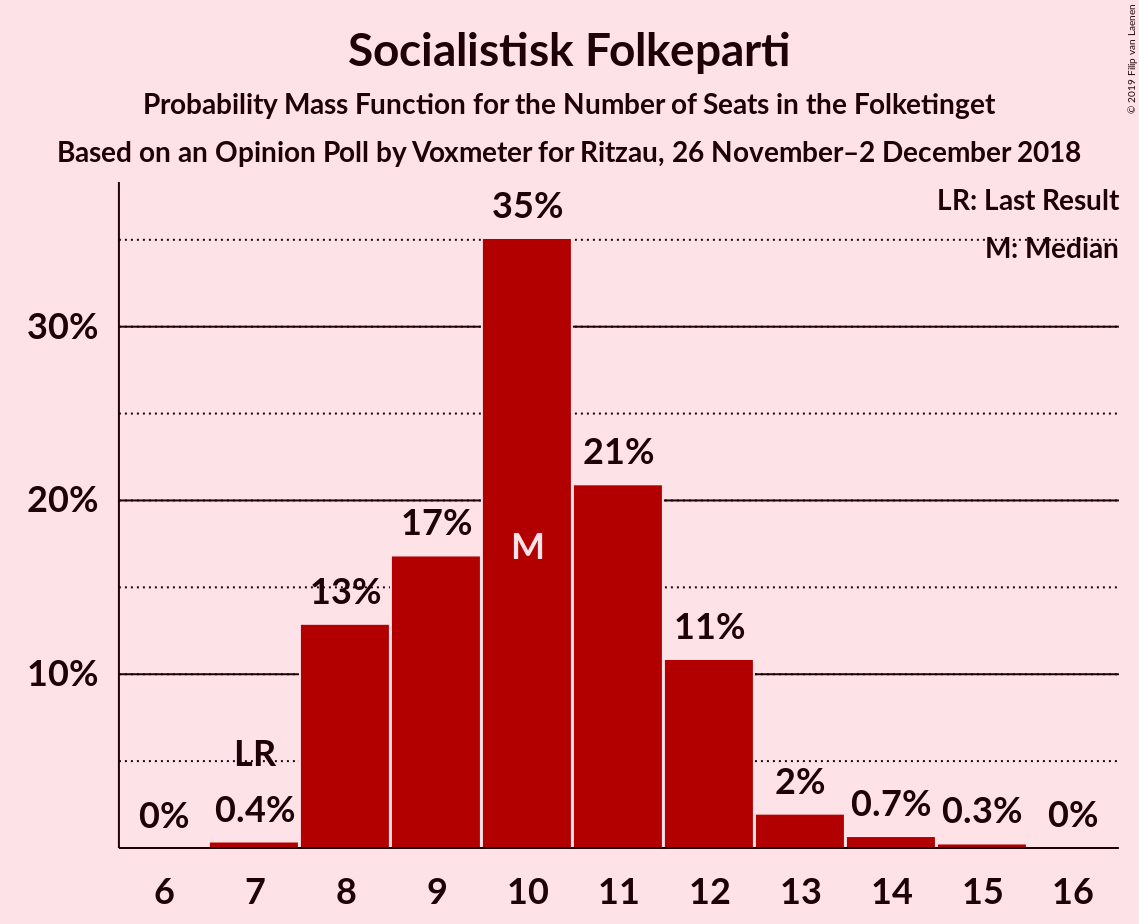 Socialistisk Folkeparti
Probability Mass Function for the Number of Seats in the Folketinget
Based on an Opinion Poll by Voxmeter for Ritzau, 26 November–2 December 2018
© 2019 Filip van Laenen
LR: Last Result
M: Median
35%
30%
21%
20%
17%
M
13%
11%
10%
LR
2%
0%
0.4%
0.7%
0.3%
0%
6 7 8 9 10 11 12 13 14 15 16